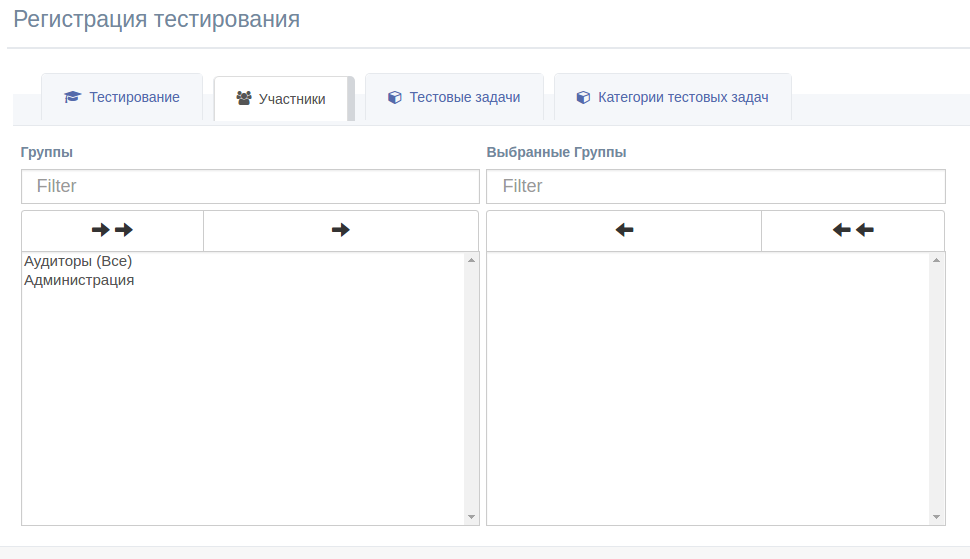 Регистрация тестирования
Тестирование
Участники
Тестовые задачи
Категории тестовых задач
Группы
Выбранные Группы
Filter
Filter
Аудиторы (Все)
Администрация